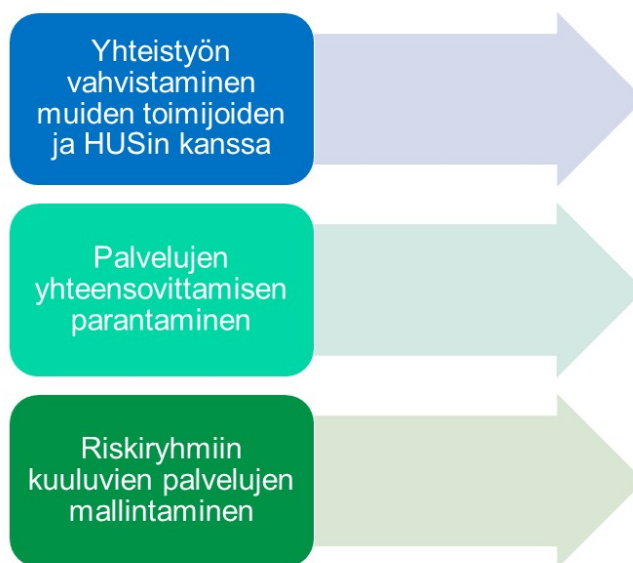 Yhteistyön
vahvistaminen
muiden toimijoiden
ja HUSin kanssa
Palvelujen
yhteensovittamisen
parantaminen
Riskiryhmiin
kuuluvien palvelujen
mallintaminen